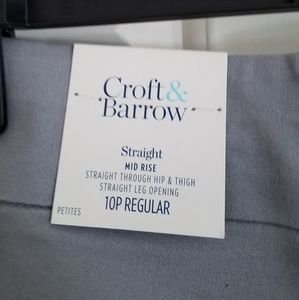 Croft&
Barrow
Straight
MID RISE
STRAIGHT THROUGH HIP & THIGH
STRAIGHT LEG OPENING
PETITES
10P REGULAR